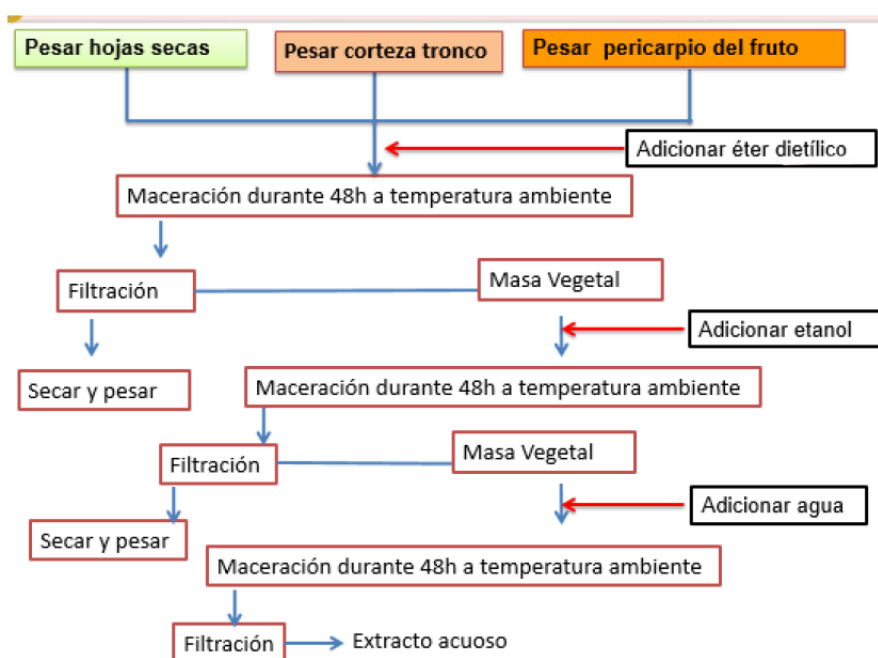 Pesar hojas secas
Pesar corteza tronco
Pesar pericarpio del fruto
Adicionar éter dietílico
Maceración durante 48h a temperatura ambiente
Filtración
Masa Vegetal
Adicionar etanol
Secar y pesar
Maceración durante 48h a temperatura ambiente
Filtración
Masa Vegetal
Adicionar agua
Secar y pesar
Maceración durante 48h a temperatura ambiente
Filtración
Extracto acuoso